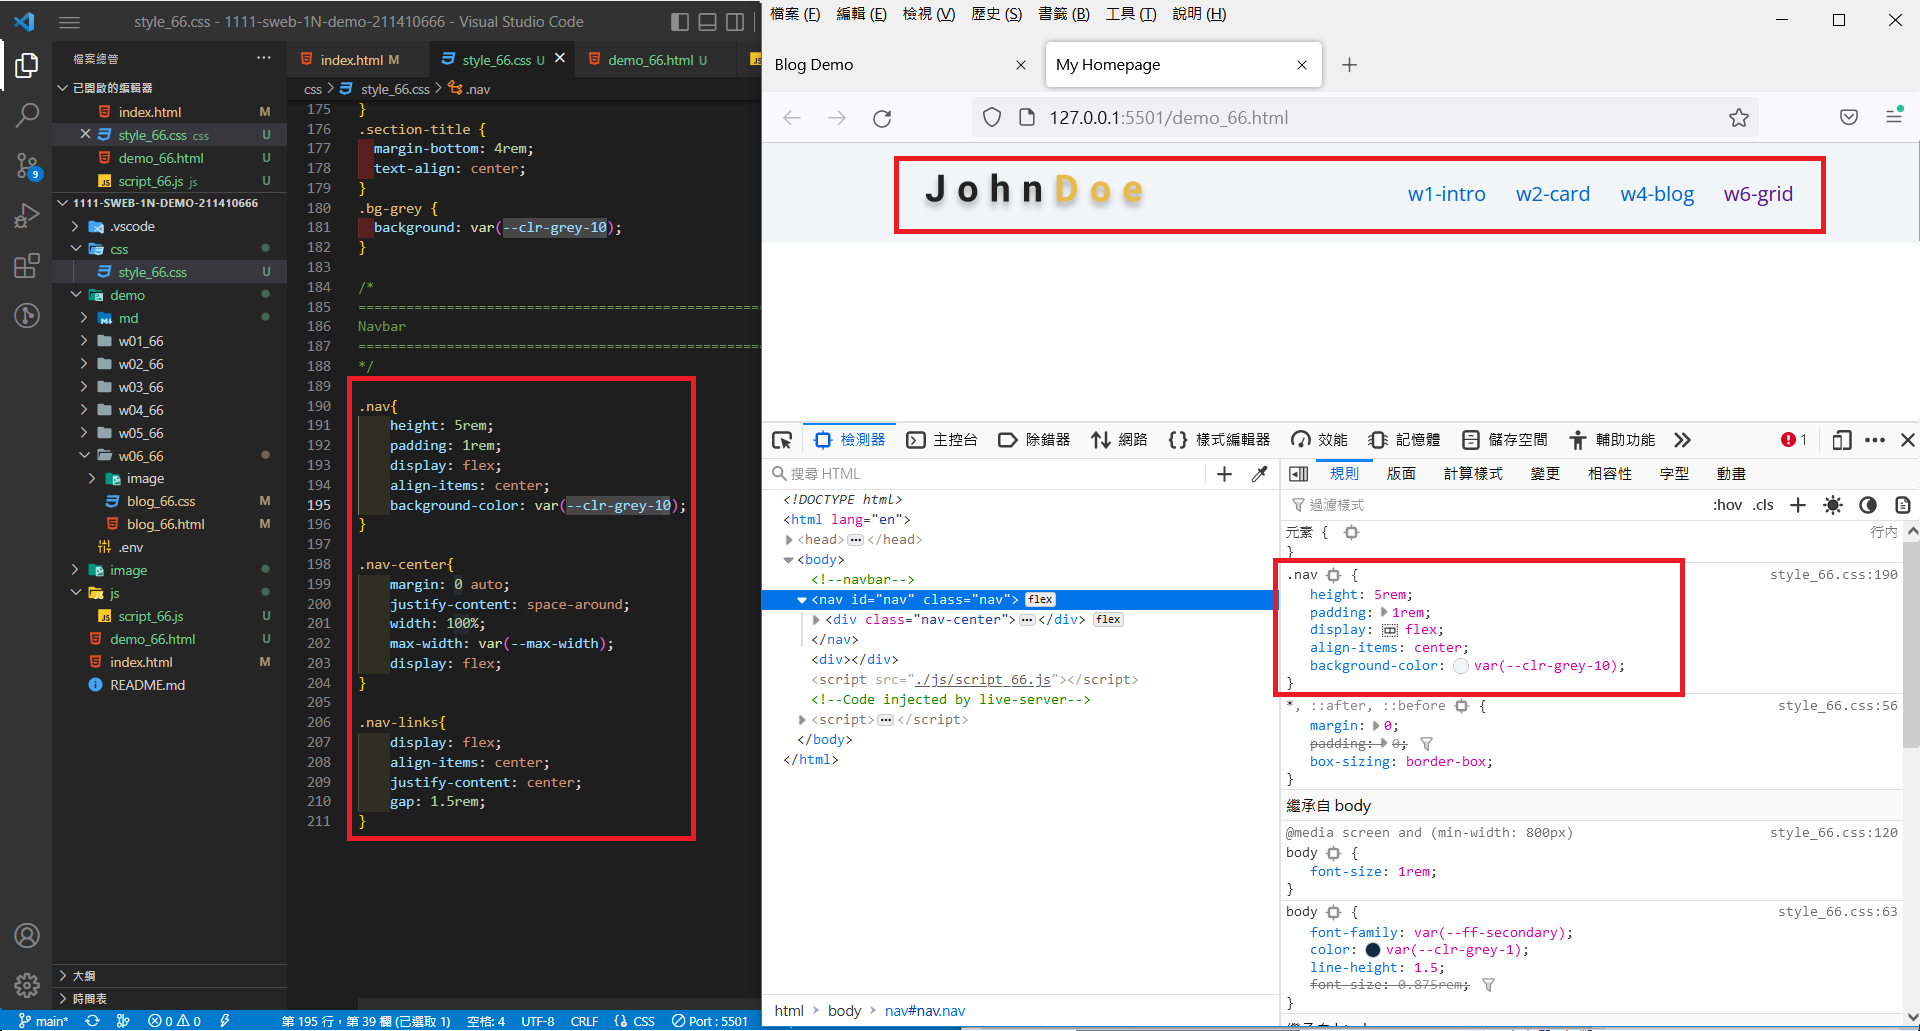 style_66.css - 1111-sweb-1N-demo-211410666 - Visual Studio Code
檔案總管
已開啟的編輯器
index.html M
style_66.css css U
demo_66.html U
script_66.js js U
1111-SWEB-1N-DEMO-211410666
.vscode
css
style_66.css U
demo
md
w01_66
w02_66
w03_66
w04_66
w05_66
w06_66
image
blog_66.css M
blog_66.html M
.env
image
js
script_66.js U
demo_66.html U
index.html M
README.md
大綱
時間表
index.html M
style_66.css U
demo_66.html U
css > style_66.css > .nav
175 }
176 .section-title {
177 margin-bottom: 4rem;
178 text-align: center;
179 }
180 .bg-grey {
181 background: var(--clr-grey-10);
182 }
183
184 /*
185 ==================================================
186 Navbar
187 ==================================================
188 */
189
190 .nav{
191 height: 5rem;
192 padding: 1rem;
193 display: flex;
194 align-items: center;
195 background-color: var(--clr-grey-10);
196 }
197
198 .nav-center{
199 margin: 0 auto;
200 justify-content: space-around;
201 width: 100%;
202 max-width: var(--max-width);
203 display: flex;
204 }
205
206 .nav-links{
207 display: flex;
208 align-items: center;
209 justify-content: center;
210 gap: 1.5rem;
211 }
main* 0 0 第 195 行，第 39 欄 (已選取 1) 空格: 4 UTF-8 CRLF {} CSS Port : 5501
檔案 (F) 編輯 (E) 檢視 (V) 歷史 (S) 書籤 (B) 工具 (T) 說明 (H)
Blog Demo
My Homepage
127.0.0.1:5501/demo_66.html
JohnDoe
w1-intro w2-card w4-blog w6-grid
檢測器 主控台 除錯器 網路 樣式編輯器 效能 記憶體 儲存空間 輔助功能 1
搜尋 HTML
<!DOCTYPE html>
<html lang="en">
<head>…</head>
<body>
<!--navbar-->
<nav id="nav" class="nav"> flex
<div class="nav-center">…</div> flex
</nav>
<div></div>
<script src="./js/script_66.js"></script>
<!--Code injected by live-server-->
<script>…</script>
</body>
</html>
html > body > nav#nav.nav
規則 版面 計算樣式 變更 相容性 字型 動畫
過濾樣式 :hov .cls
元素 { 行內
}
.nav { style_66.css:190
height: 5rem;
padding: 1rem;
display: flex;
align-items: center;
background-color: var(--clr-grey-10);
}
*, ::after, ::before { style_66.css:56
margin: 0;
padding: 0;
box-sizing: border-box;
}
繼承自 body
@media screen and (min-width: 800px) style_66.css:120
body {
font-size: 1rem;
}
body { style_66.css:63
font-family: var(--ff-secondary);
color: var(--clr-grey-1);
line-height: 1.5;
font-size: 0.875rem;
}